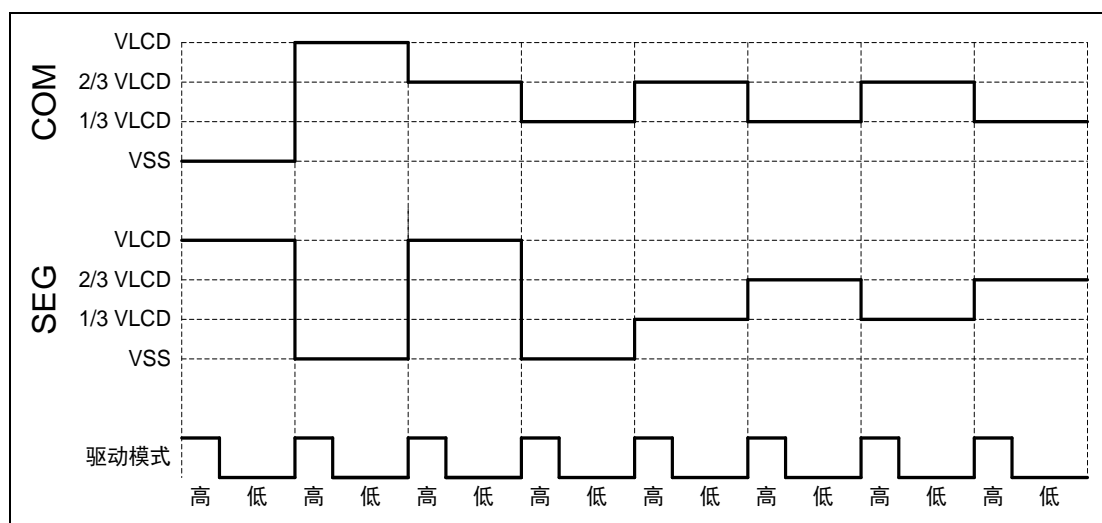 COM
VLCD
2/3 VLCD
1/3 VLCD
VSS
SEG
VLCD
2/3 VLCD
1/3 VLCD
VSS
驱动模式
高 低 高 低 高 低 高 低 高 低 高 低 高 低 高 低